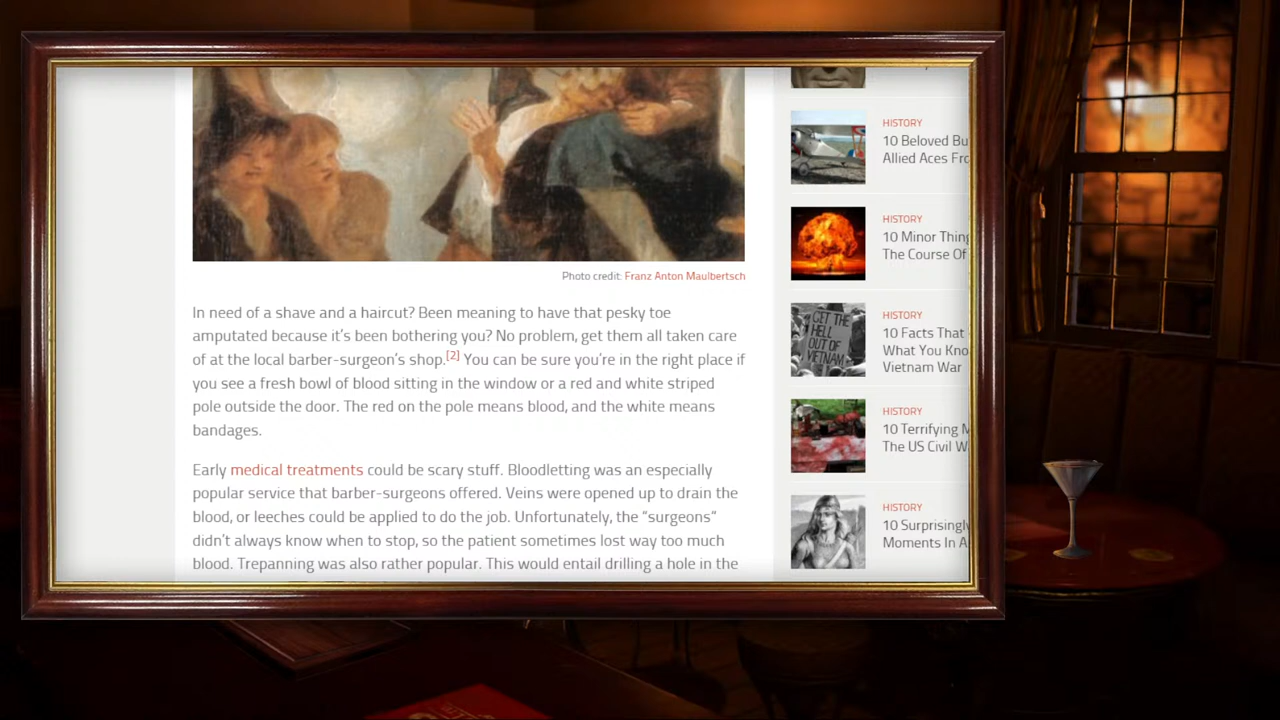 Photo credit: Franz Anton Maulbertsch
In need of a shave and a haircut? Been meaning to have that pesky toe
amputated because it's been bothering you? No problem, get them all taken care
of at the local barber-surgeon's shop.[2] You can be sure you're in the right place if
you see a fresh bowl of blood sitting in the window or a red and white striped
pole outside the door. The red on the pole means blood, and the white means
bandages.
Early medical treatments could be scary stuff. Bloodletting was an especially
popular service that barber-surgeons offered. Veins were opened up to drain the
blood, or leeches could be applied to do the job. Unfortunately, the “surgeons“
didn't always know when to stop, so the patient sometimes lost way too much
blood. Trepanning was also rather popular. This would entail drilling a hole in the
HISTORY
10 Beloved Bu
Allied Aces Fro
HISTORY
10 Minor Thing
The Course Of
HISTORY
10 Facts That
What You Kno
Vietnam War
GET THE
HELL
OUT OF
VIETNAM
HISTORY
10 Terrifying M
The US Civil W
HISTORY
10 Surprisingly
Moments In A